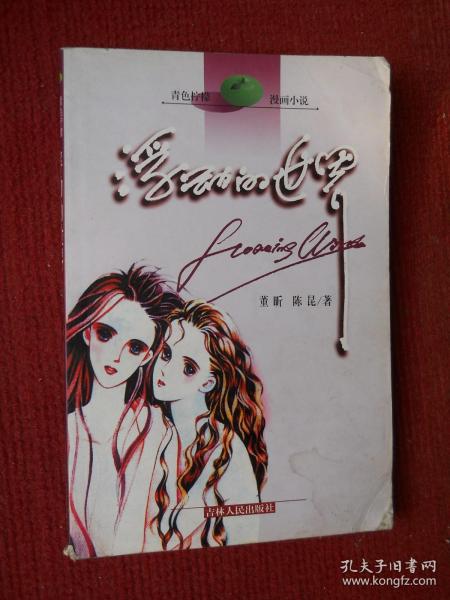 青色柠檬 漫画小说
浮动的世界
Floating World
董昕 陈昆/著
吉林人民出版社
孔夫子旧书网
www.kongfz.com